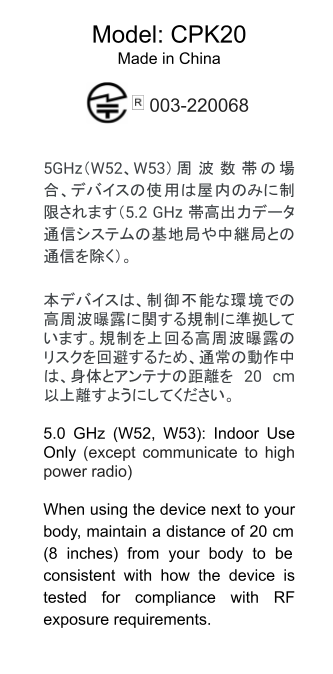 Model: CPK20
Made in China
R 003-220068
5GHz（W52、W53）周波数帯の場
合、デバイスの使用は屋内のみに制
限されます（5.2 GHz 帯高出力データ
通信システムの基地局や中継局との
通信を除く）。
本デバイスは、制御不能な環境での
高周波曝露に関する規制に準拠して
います。規制を上回る高周波曝露の
リスクを回避するため、通常の動作中
は、身体とアンテナの距離を 20 cm
以上離すようにしてください。
5.0 GHz (W52, W53): Indoor Use
Only (except communicate to high
power radio)
When using the device next to your
body, maintain a distance of 20 cm
(8 inches) from your body to be
consistent with how the device is
tested for compliance with RF
exposure requirements.